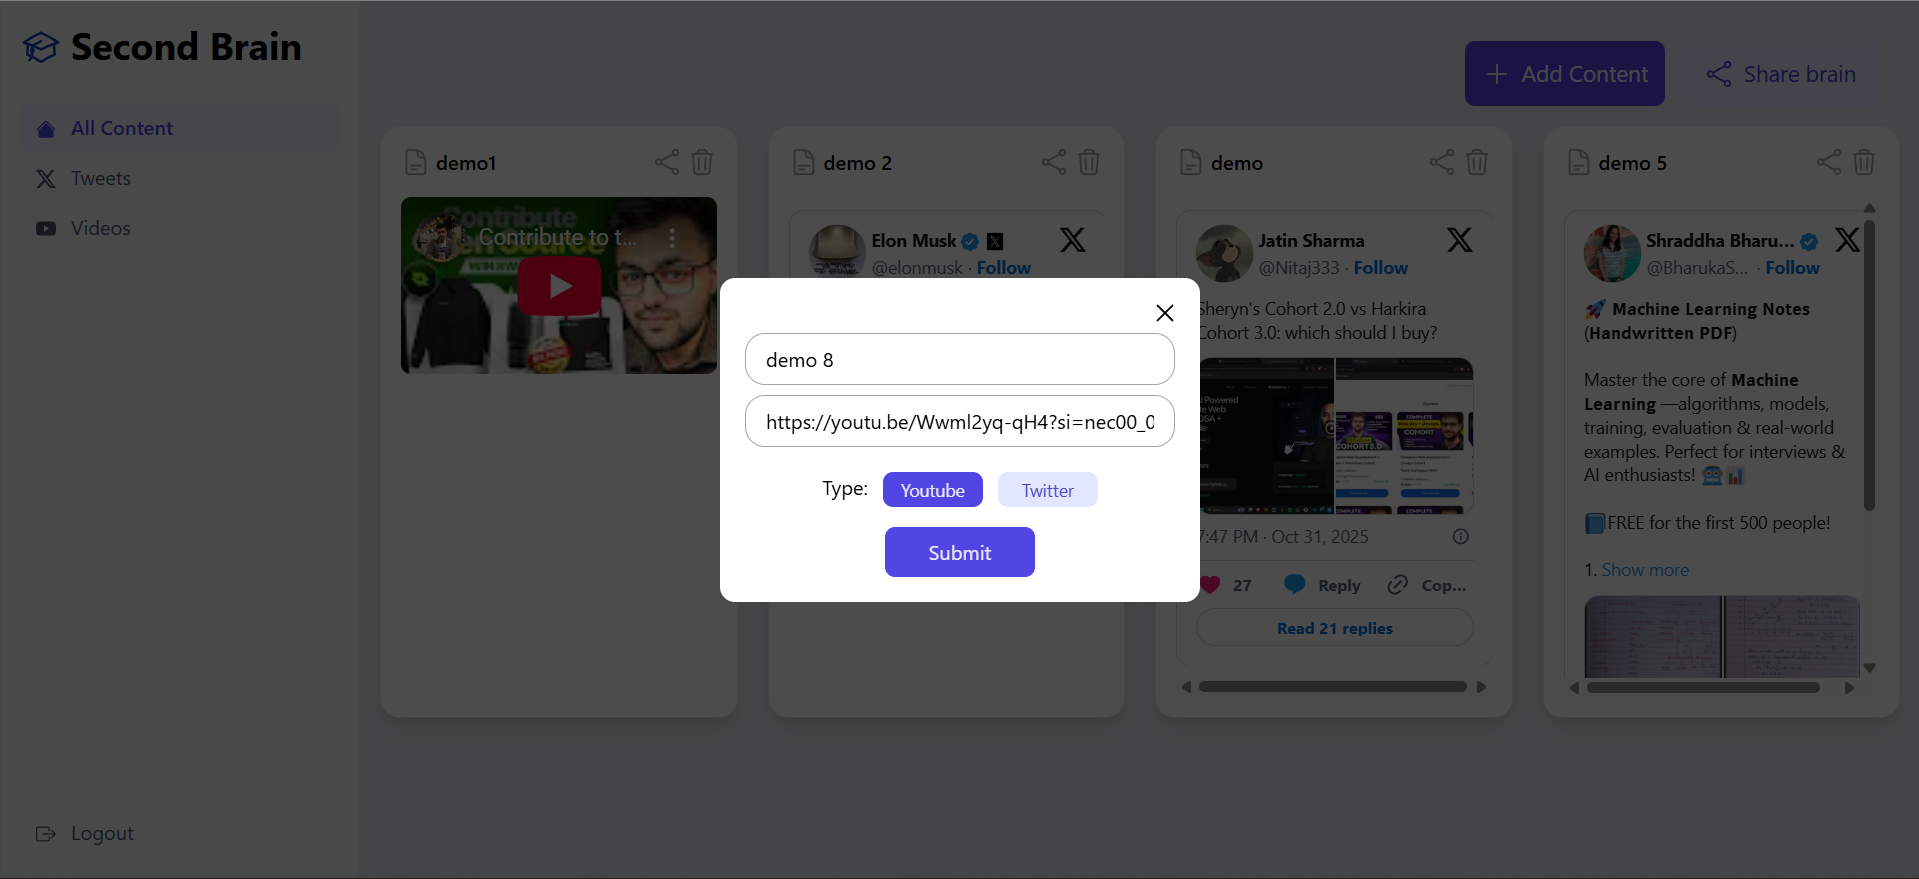 Second Brain
All Content
Tweets
Videos
Logout
Add Content
Share brain
demo1
Contribute to t...
demo 2
Elon Musk
@elonmusk · Follow
demo
Jatin Sharma
@Nitaj333 · Follow
Sheryn's Cohort 2.0 vs Harkira
Cohort 3.0: which should I buy?
7:47 PM · Oct 31, 2025
27
Reply
Cop...
Read 21 replies
demo 5
Shraddha Bharu...
@BharukaS... · Follow
🚀 Machine Learning Notes
(Handwritten PDF)
Master the core of Machine
Learning —algorithms, models,
training, evaluation & real-world
examples. Perfect for interviews &
AI enthusiasts! 🤖📊
📘FREE for the first 500 people!
1. Show more
demo 8
https://youtu.be/Wwml2yq-qH4?si=nec00_0
Type:
Youtube
Twitter
Submit